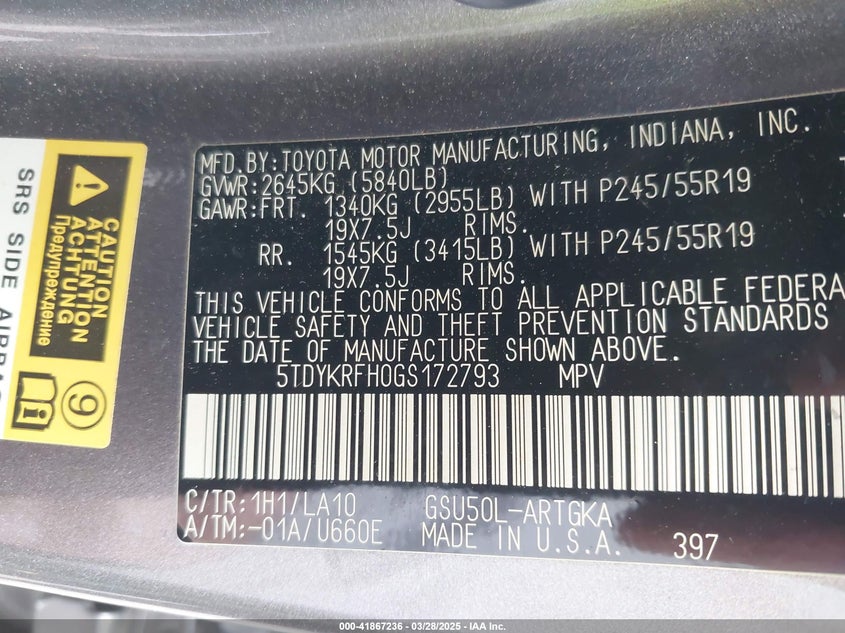 MFD.BY:TOYOTA MOTOR MANUFACTURING, INDIANA, INC.
GVWR:2645KG (5840LB)
GAWR:FRT. 1340KG (2955LB) WITH P245/55R19
19X7.5J RIMS.
RR. 1545KG (3415LB) WITH P245/55R19
19X7.5J RIMS.
THIS VEHICLE CONFORMS TO ALL APPLICABLE FEDERA
VEHICLE SAFETY AND THEFT PREVENTION STANDARDS
THE DATE OF MANUFACTURE SHOWN ABOVE.
5TDYKRFH0GS172793 MPV
C/TR:1H1/LA10 GSU50L-ARTGKA
A/TM:-01A/U660E MADE IN U.S.A. 397
CAUTION
ATTENTION
ACHTUNG
Предупреждение
9
SRS SIDE AIRBAG
000-41867236 - 03/28/2025 - IAA Inc.